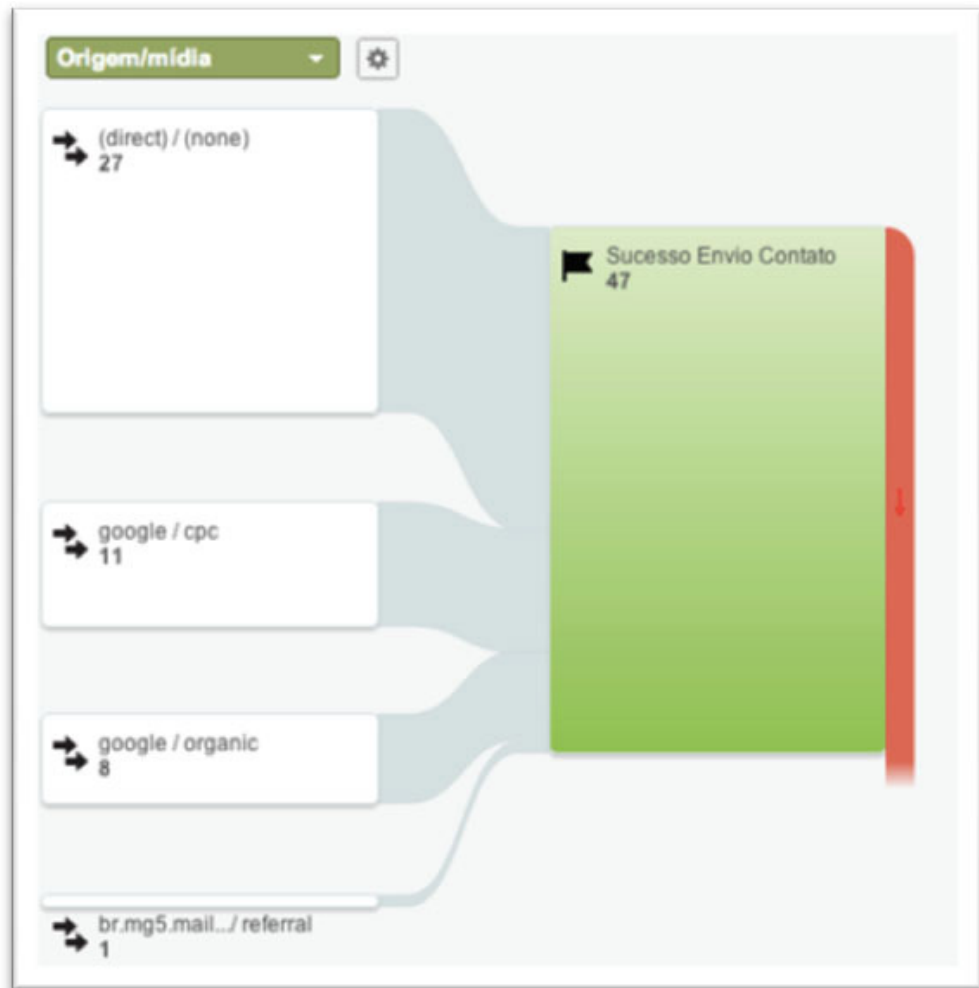 Origem/mídia
(direct) / (none)
27
Sucesso Envio Contato
47
google / cpc
11
google / organic
8
br.mg5.mail.../ referral
1